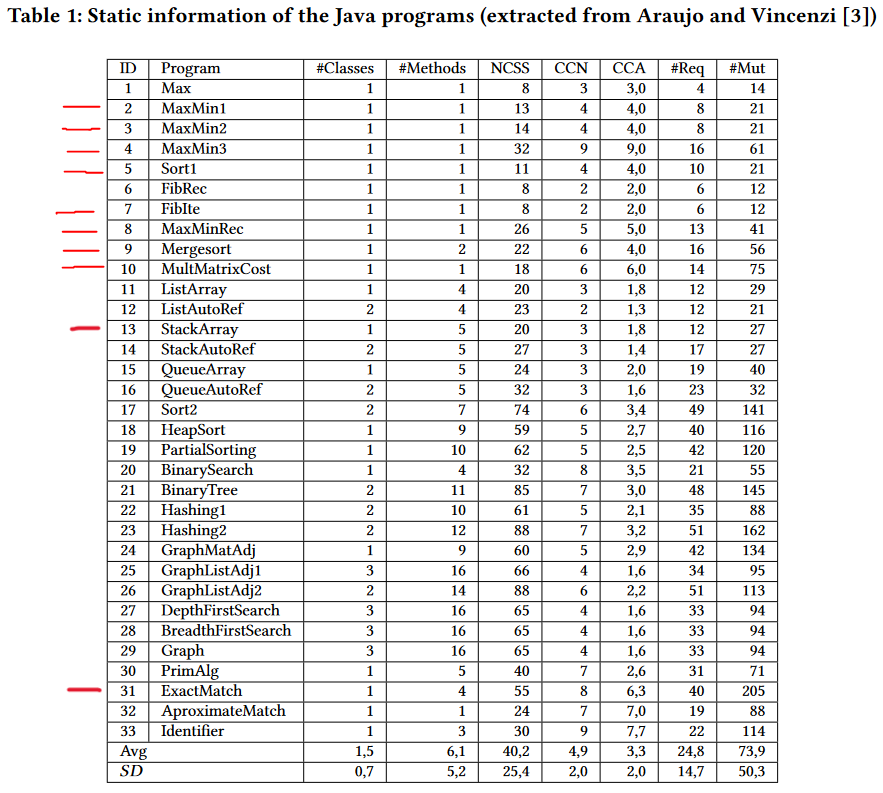 Table 1: Static information of the Java programs (extracted from Araujo and Vincenzi [3])
ID Program #Classes #Methods NCSS CCN CCA #Req #Mut
1 Max 1 1 8 3 3,0 4 14
2 MaxMin1 1 1 13 4 4,0 8 21
3 MaxMin2 1 1 14 4 4,0 8 21
4 MaxMin3 1 1 32 9 9,0 16 61
5 Sort1 1 1 11 4 4,0 10 21
6 FibRec 1 1 8 2 2,0 6 12
7 FibIte 1 1 8 2 2,0 6 12
8 MaxMinRec 1 1 26 5 5,0 13 41
9 Mergesort 1 2 22 6 4,0 16 56
10 MultMatrixCost 1 1 18 6 6,0 14 75
11 ListArray 1 4 20 3 1,8 12 29
12 ListAutoRef 2 4 23 2 1,3 12 21
13 StackArray 1 5 20 3 1,8 12 27
14 StackAutoRef 2 5 27 3 1,4 17 27
15 QueueArray 1 5 24 3 2,0 19 40
16 QueueAutoRef 2 5 32 3 1,6 23 32
17 Sort2 2 7 74 6 3,4 49 141
18 HeapSort 1 9 59 5 2,7 40 116
19 PartialSorting 1 10 62 5 2,5 42 120
20 BinarySearch 1 4 32 8 3,5 21 55
21 BinaryTree 2 11 85 7 3,0 48 145
22 Hashing1 2 10 61 5 2,1 35 88
23 Hashing2 2 12 88 7 3,2 51 162
24 GraphMatAdj 1 9 60 5 2,9 42 134
25 GraphListAdj1 3 16 66 4 1,6 34 95
26 GraphListAdj2 2 14 88 6 2,2 51 113
27 DepthFirstSearch 3 16 65 4 1,6 33 94
28 BreadthFirstSearch 3 16 65 4 1,6 33 94
29 Graph 3 16 65 4 1,6 33 94
30 PrimAlg 1 5 40 7 2,6 31 71
31 ExactMatch 1 4 55 8 6,3 40 205
32 AproximateMatch 1 1 24 7 7,0 19 88
33 Identifier 1 3 30 9 7,7 22 114
Avg 1,5 6,1 40,2 4,9 3,3 24,8 73,9
SD 0,7 5,2 25,4 2,0 2,0 14,7 50,3